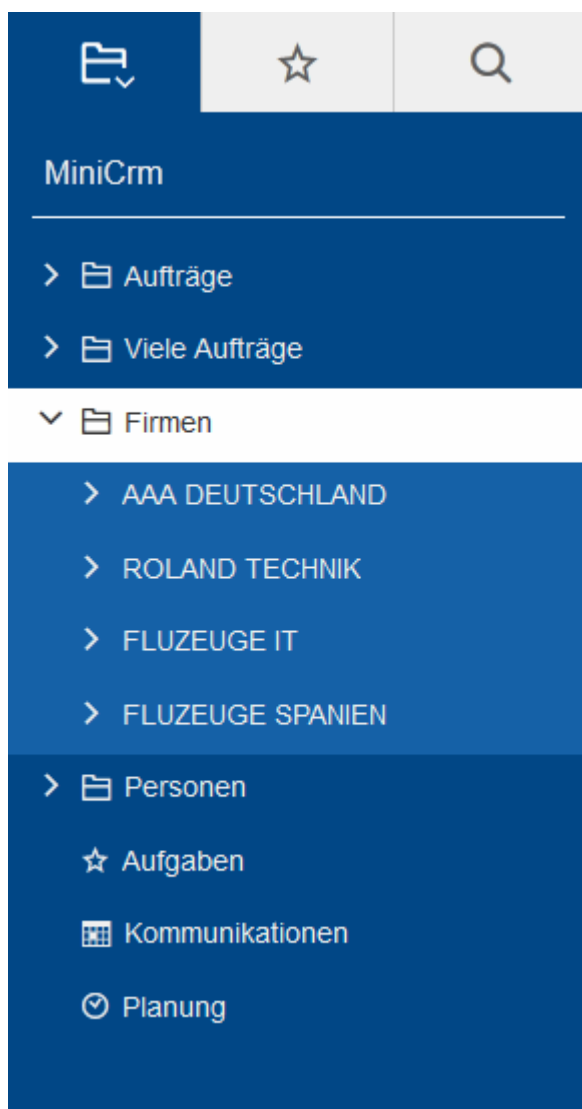 MiniCrm
Aufträge
Viele Aufträge
Firmen
AAA DEUTSCHLAND
ROLAND TECHNIK
FLUZEUGE IT
FLUZEUGE SPANIEN
Personen
Aufgaben
Kommunikationen
Planung